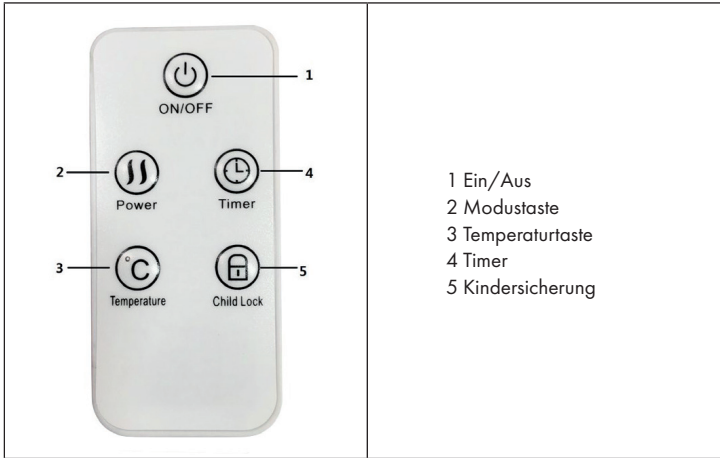 1
ON/OFF
2
Power
Timer
4
3
°C
Temperature
Child Lock
5
1 Ein/Aus
2 Modustaste
3 Temperaturtaste
4 Timer
5 Kindersicherung